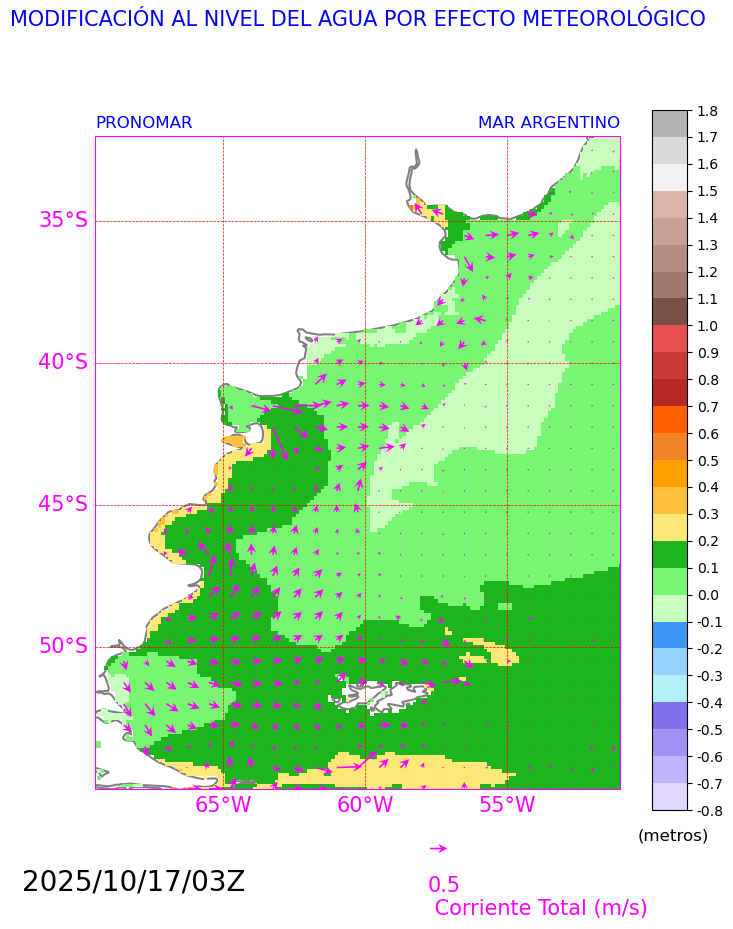 MODIFICACIÓN AL NIVEL DEL AGUA POR EFECTO METEOROLÓGICO
PRONOMAR MAR ARGENTINO
35°S
40°S
45°S
50°S
65°W 60°W 55°W
1.8
1.7
1.6
1.5
1.4
1.3
1.2
1.1
1.0
0.9
0.8
0.7
0.6
0.5
0.4
0.3
0.2
0.1
0.0
-0.1
-0.2
-0.3
-0.4
-0.5
-0.6
-0.7
-0.8
(metros)
2025/10/17/03Z
0.5
Corriente Total (m/s)